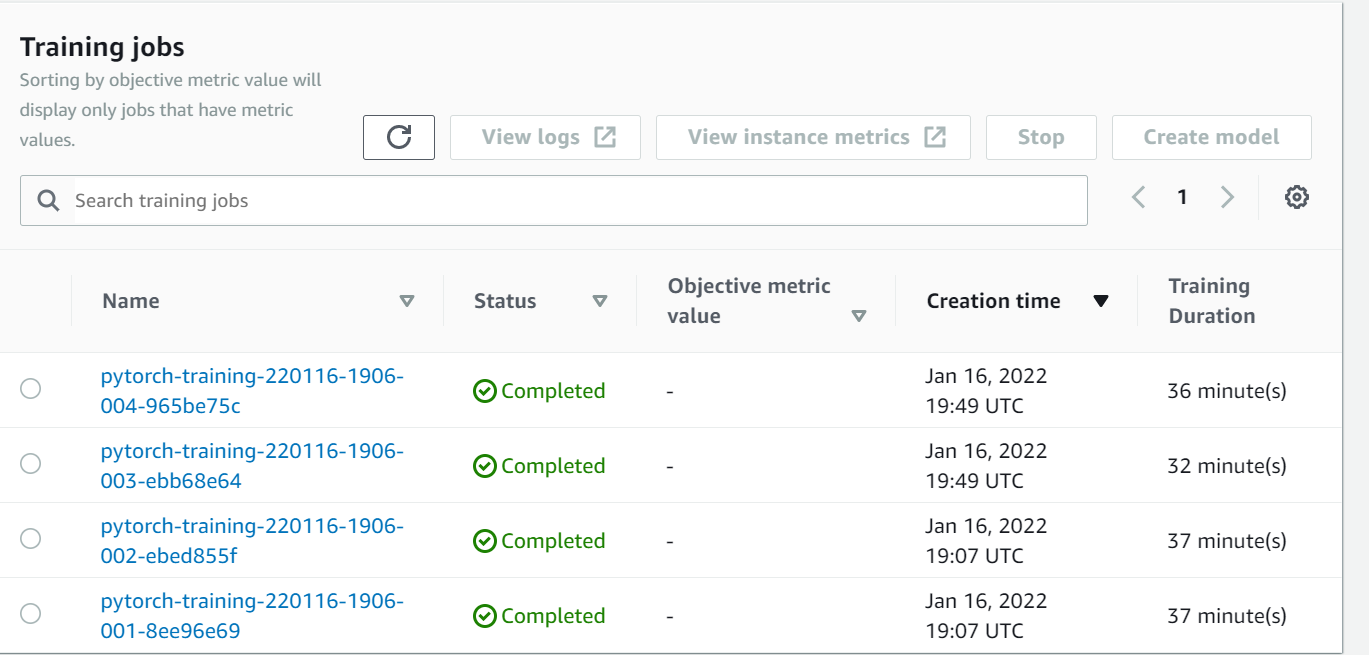 Training jobs
Sorting by objective metric value will
display only jobs that have metric
values.
View logs
View instance metrics
Stop
Create model
Search training jobs
1
Name
Status
Objective metric
value
Creation time
Training
Duration
pytorch-training-220116-1906-
004-965be75c
Completed
-
Jan 16, 2022
19:49 UTC
36 minute(s)
pytorch-training-220116-1906-
003-ebb68e64
Completed
-
Jan 16, 2022
19:49 UTC
32 minute(s)
pytorch-training-220116-1906-
002-ebed855f
Completed
-
Jan 16, 2022
19:07 UTC
37 minute(s)
pytorch-training-220116-1906-
001-8ee96e69
Completed
-
Jan 16, 2022
19:07 UTC
37 minute(s)